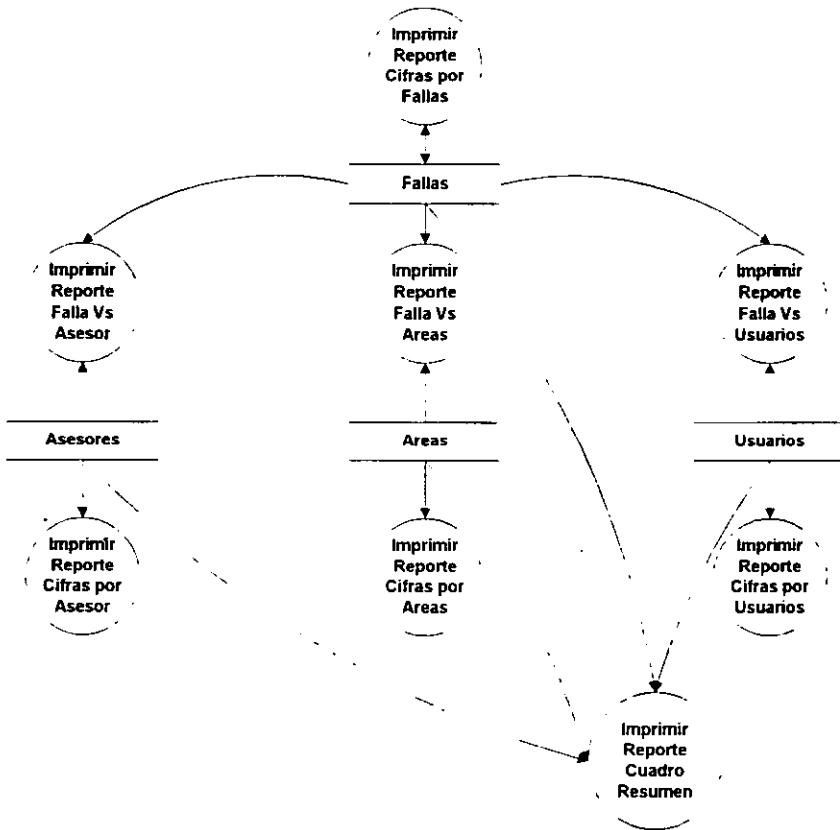 Imprimir
Reporte
Cifras por
Fallas
Fallas
Imprimir
Reporte
Falla Vs
Asesor
Imprimir
Reporte
Falla Vs
Areas
Imprimir
Reporte
Falla Vs
Usuarios
Asesores
Areas
Usuarios
Imprimir
Reporte
Cifras por
Asesor
Imprimir
Reporte
Cifras por
Areas
Imprimir
Reporte
Cifras por
Usuarios
Imprimir
Reporte
Cuadro
Resumen